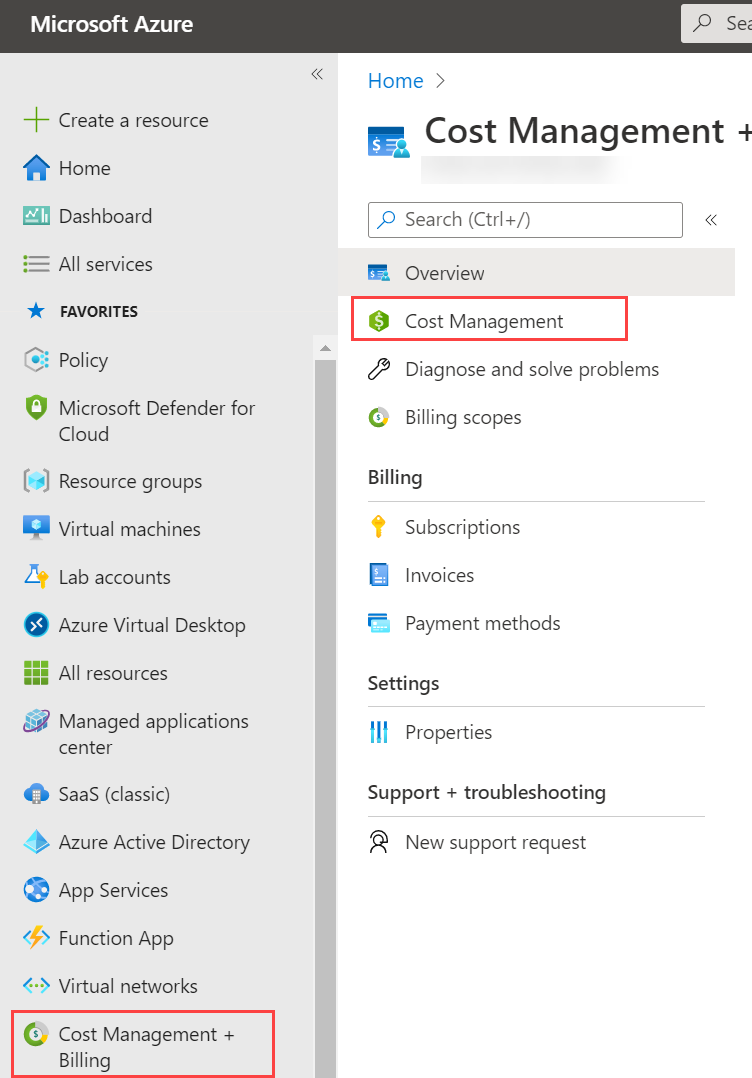 Microsoft Azure
Sea
Create a resource
Home
Dashboard
All services
FAVORITES
Policy
Microsoft Defender for
Cloud
Resource groups
Virtual machines
Lab accounts
Azure Virtual Desktop
All resources
Managed applications
center
SaaS (classic)
Azure Active Directory
App Services
Function App
Virtual networks
Cost Management +
Billing
Home
Cost Management +
Search (Ctrl+/)
Overview
Cost Management
Diagnose and solve problems
Billing scopes
Billing
Subscriptions
Invoices
Payment methods
Settings
Properties
Support + troubleshooting
New support request